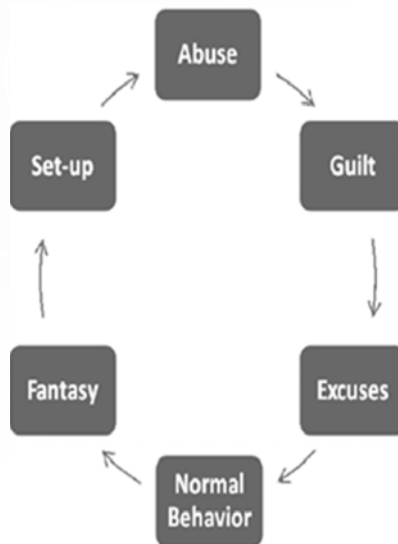 Abuse
Guilt
Excuses
Normal
Behavior
Fantasy
Set-up